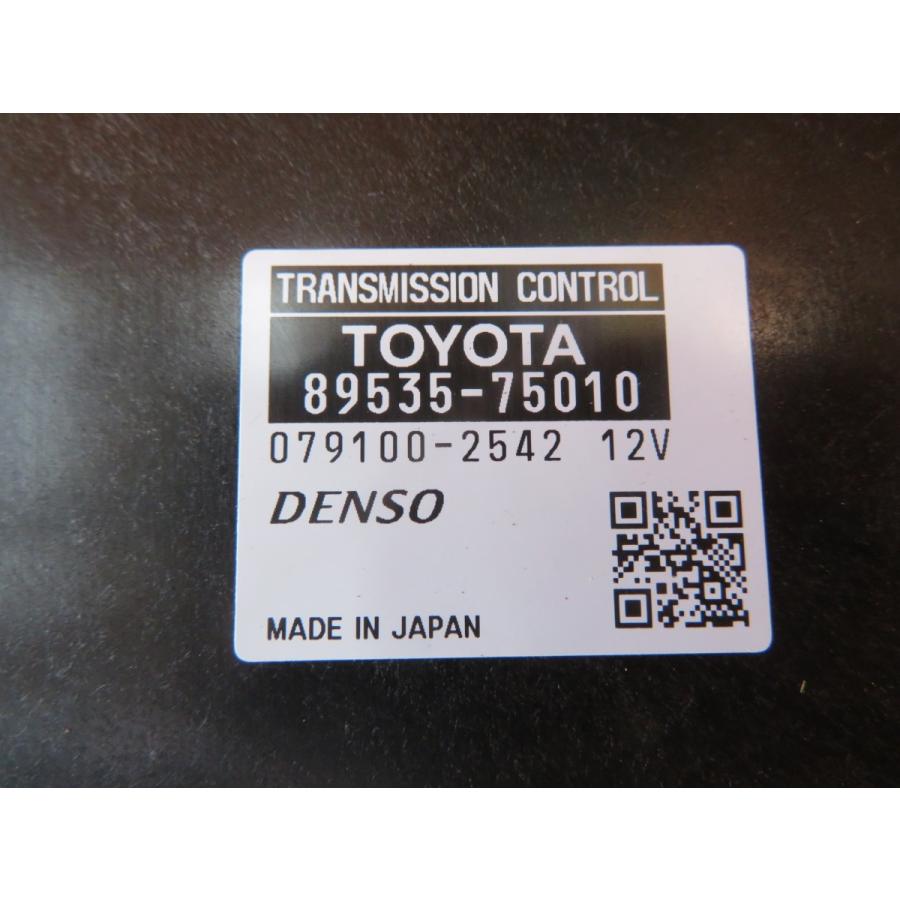 TRANSMISSION CONTROL
TOYOTA
89535-75010
079100-2542 12V
DENSO
MADE IN JAPAN